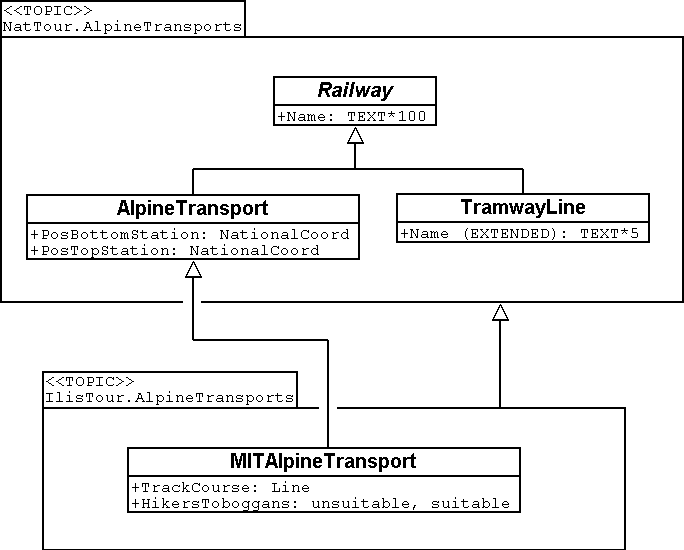 <<TOPIC>>
NatTour.AlpineTransports
Railway
+Name: TEXT*100
AlpineTransport
+PosBottomStation: NationalCoord
+PosTopStation: NationalCoord
TramwayLine
+Name (EXTENDED): TEXT*5
<<TOPIC>>
IlisTour.AlpineTransports
MITAlpineTransport
+TrackCourse: Line
+HikersToboggans: unsuitable, suitable